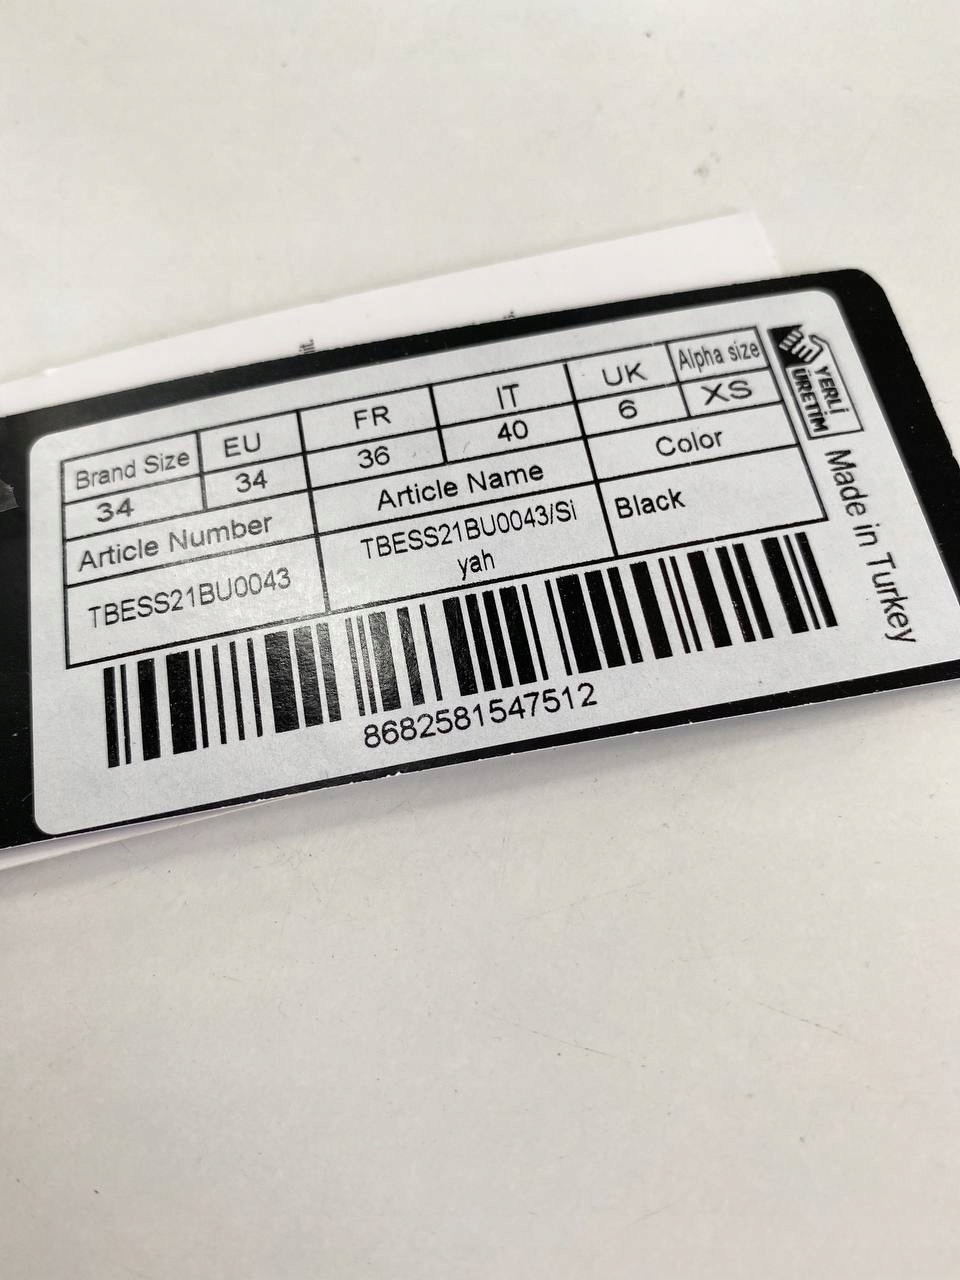 Brand Size EU FR IT UK Alpha size
34 34 36 40 6 XS
Article Number Article Name Color
TBESS21BU0043 TBESS21BU0043/Si Black
yah
8682581547512
YERLİ
ÜRETİM
Made in Turkey